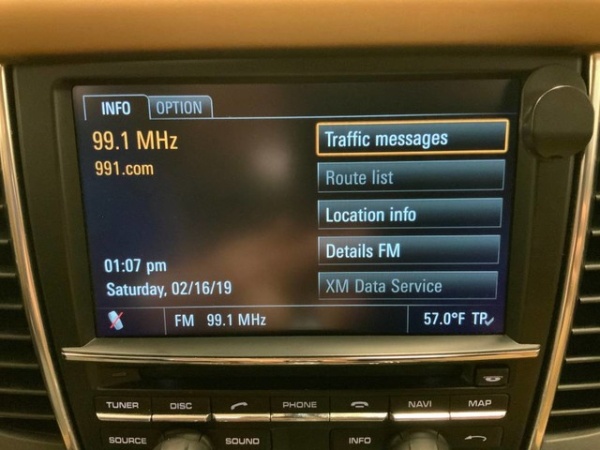 INFO OPTION
99.1 MHz
991.com
Traffic messages
Route list
Location info
Details FM
XM Data Service
01:07 pm
Saturday, 02/16/19
FM 99.1 MHz
57.0°F TP
TUNER DISC PHONE NAVI MAP
SOURCE SOUND INFO